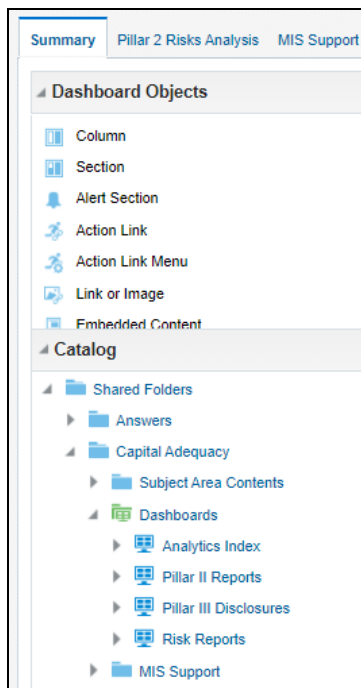 Summary Pillar 2 Risks Analysis MIS Support
Dashboard Objects
Column
Section
Alert Section
Action Link
Action Link Menu
Link or Image
Embedded Content
Catalog
Shared Folders
Answers
Capital Adequacy
Subject Area Contents
Dashboards
Analytics Index
Pillar II Reports
Pillar III Disclosures
Risk Reports
MIS Support